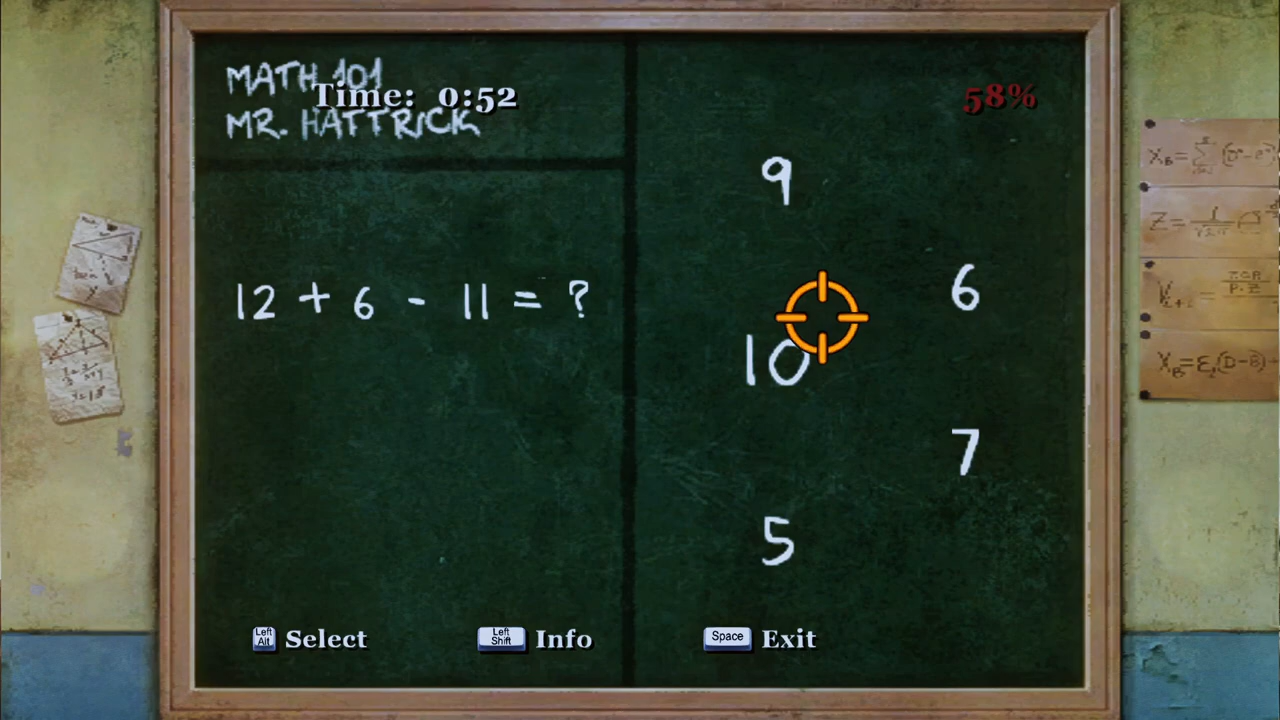 MATH 101
Time: 0:52
MR. HATTRICK
58%
12 + 6 - 11 = ?
9
6
10
7
5
Left Alt Select
Left Shift Info
Space Exit